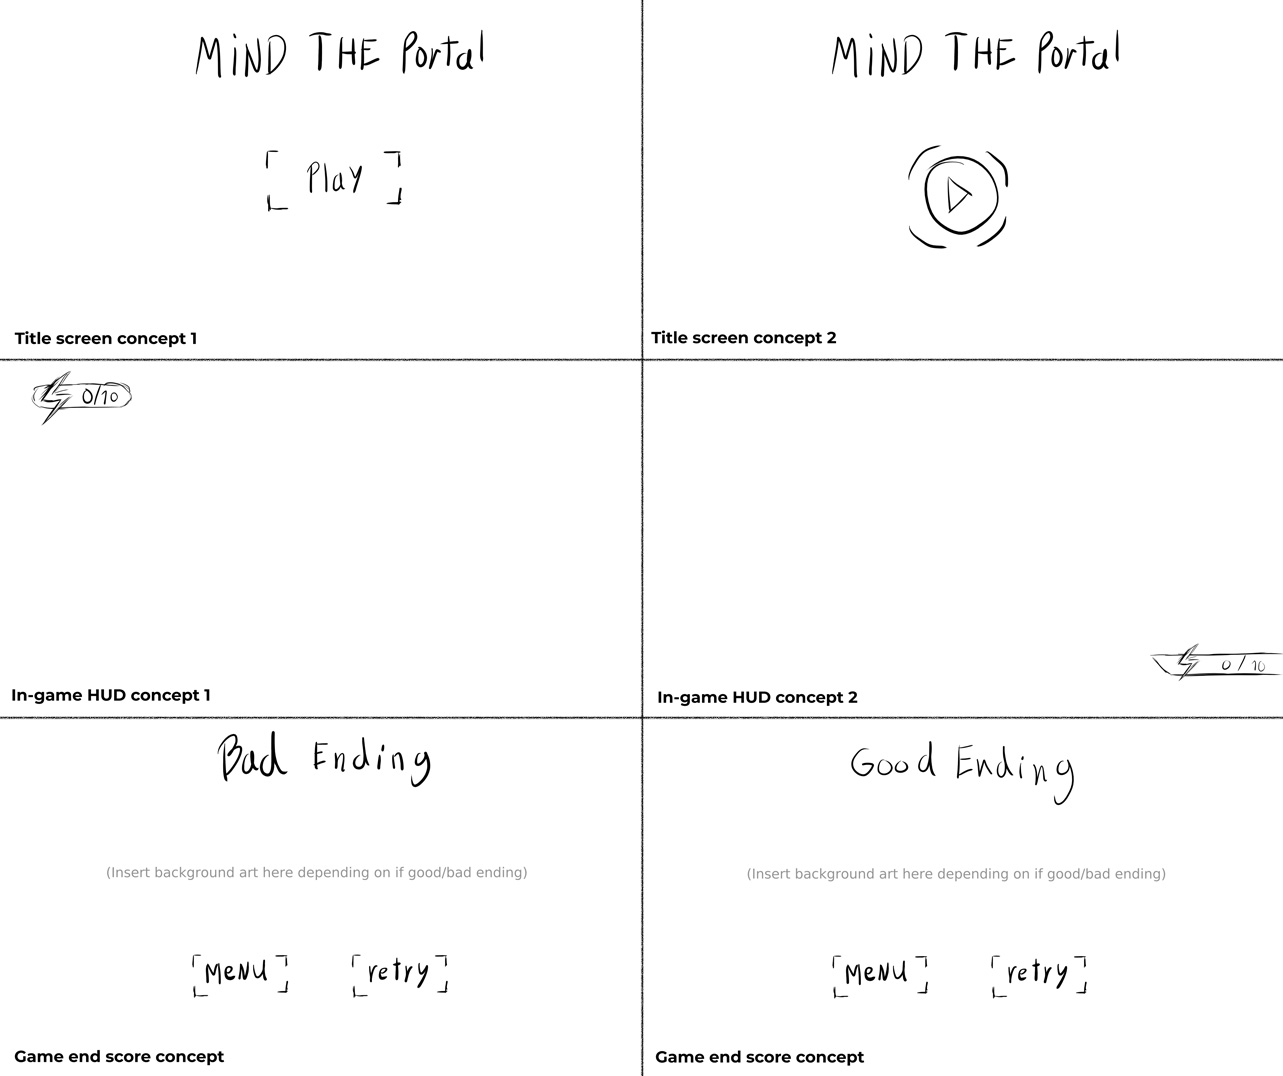 MiND THE Portal
Play
Title screen concept 1
MiND THE Portal
Title screen concept 2
0/10
In-game HUD concept 1
0/10
In-game HUD concept 2
Bad Ending
(Insert background art here depending on if good/bad ending)
MeNU retry
Game end score concept
Good Ending
(Insert background art here depending on if good/bad ending)
MeNU retry
Game end score concept